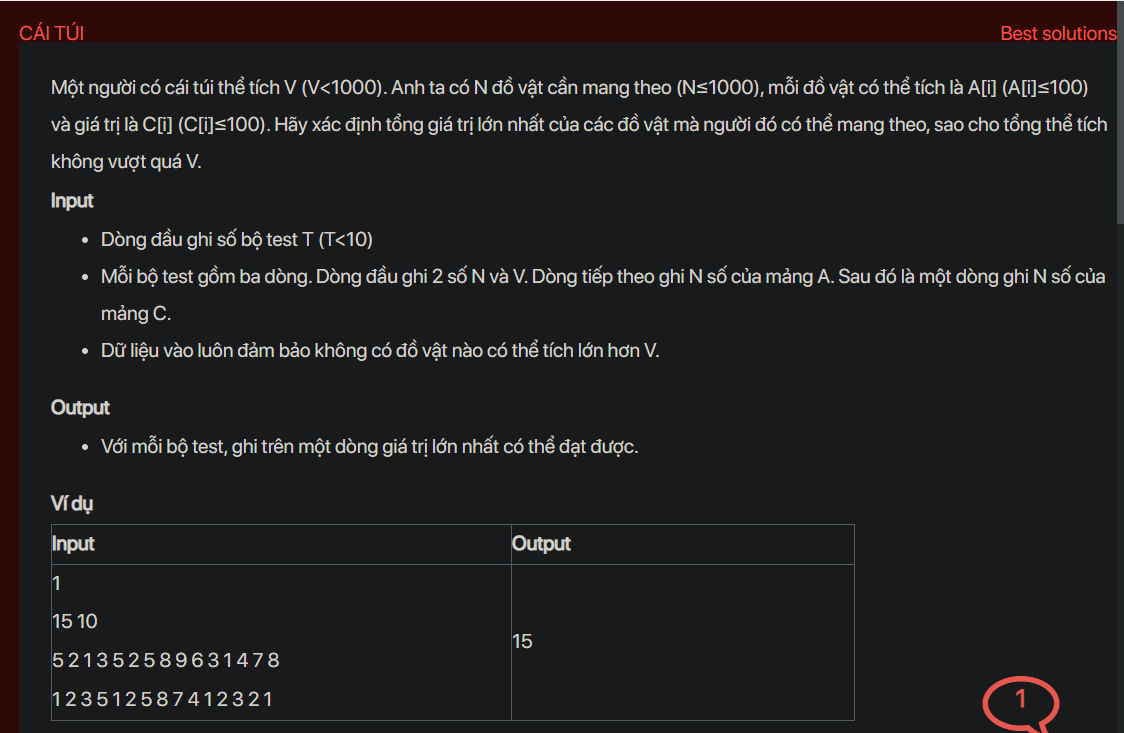 CÁI TÚI
Best solutions
Một người có cái túi thể tích V (V<1000). Anh ta có N đồ vật cần mang theo (N≤1000), mỗi đồ vật có thể tích là A[i] (A[i]≤100)
và giá trị là C[i] (C[i]≤100). Hãy xác định tổng giá trị lớn nhất của các đồ vật mà người đó có thể mang theo, sao cho tổng thể tích
không vượt quá V.
Input
• Dòng đầu ghi số bộ test T (T<10)
• Mỗi bộ test gồm ba dòng. Dòng đầu ghi 2 số N và V. Dòng tiếp theo ghi N số của mảng A. Sau đó là một dòng ghi N số của
mảng C.
• Dữ liệu vào luôn đảm bảo không có đồ vật nào có thể tích lớn hơn V.
Output
• Với mỗi bộ test, ghi trên một dòng giá trị lớn nhất có thể đạt được.
Ví dụ
Input
Output
1
15 10
5 2 1 3 5 2 5 8 9 6 3 1 4 7 8
1 2 3 5 1 2 5 8 7 4 1 2 3 2 1
15
1